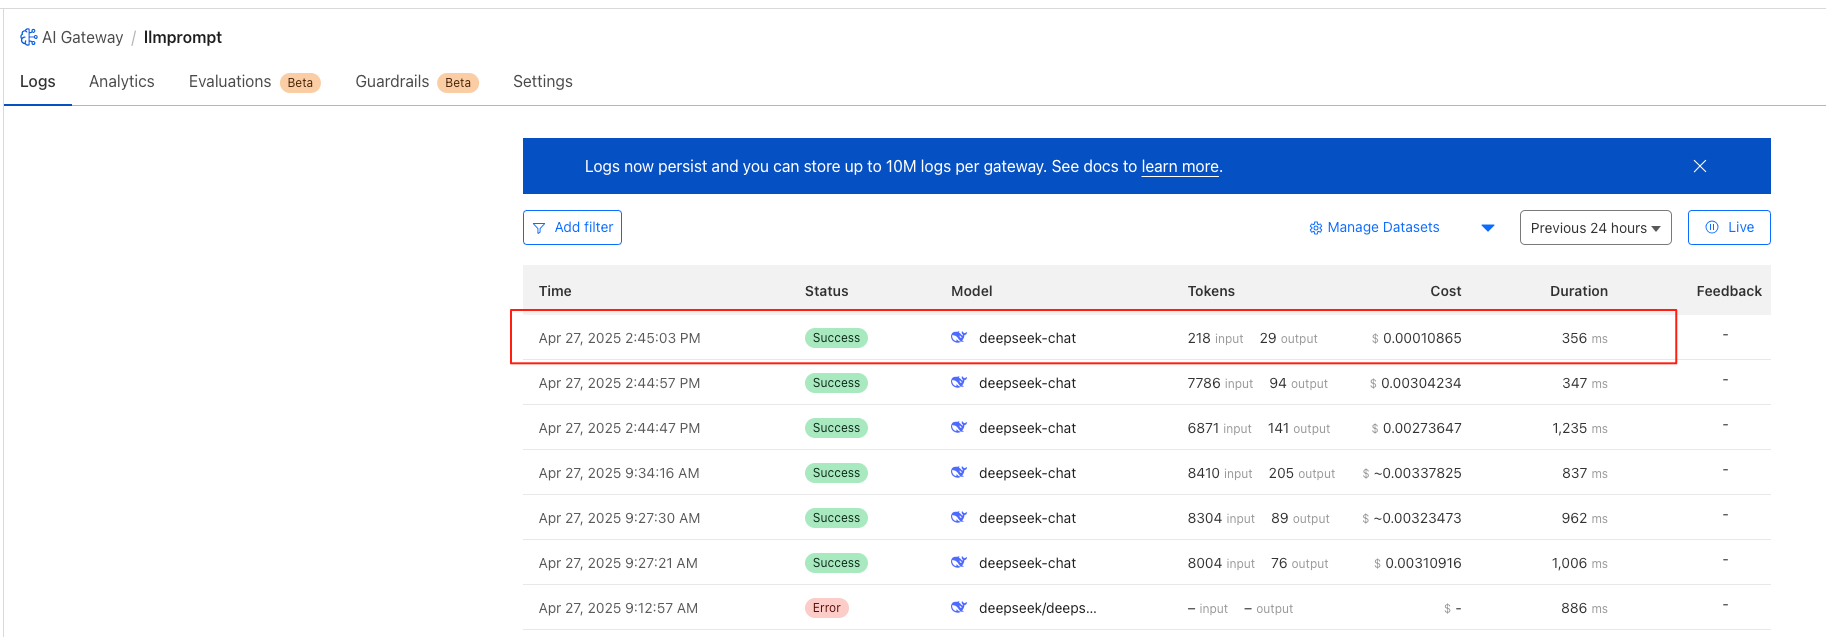 AI Gateway / llmprompt
Logs Analytics Evaluations Beta Guardrails Beta Settings
Logs now persist and you can store up to 10M logs per gateway. See docs to learn more.
Add filter Manage Datasets Previous 24 hours Live
Time Status Model Tokens Cost Duration Feedback
Apr 27, 2025 2:45:03 PM Success deepseek-chat 218 input 29 output $ 0.00010865 356 ms -
Apr 27, 2025 2:44:57 PM Success deepseek-chat 7786 input 94 output $ 0.00304234 347 ms -
Apr 27, 2025 2:44:47 PM Success deepseek-chat 6871 input 141 output $ 0.00273647 1,235 ms -
Apr 27, 2025 9:34:16 AM Success deepseek-chat 8410 input 205 output $ ~0.00337825 837 ms -
Apr 27, 2025 9:27:30 AM Success deepseek-chat 8304 input 89 output $ ~0.00323473 962 ms -
Apr 27, 2025 9:27:21 AM Success deepseek-chat 8004 input 76 output $ 0.00310916 1,006 ms -
Apr 27, 2025 9:12:57 AM Error deepseek/deeps... – input – output $ - 886 ms -